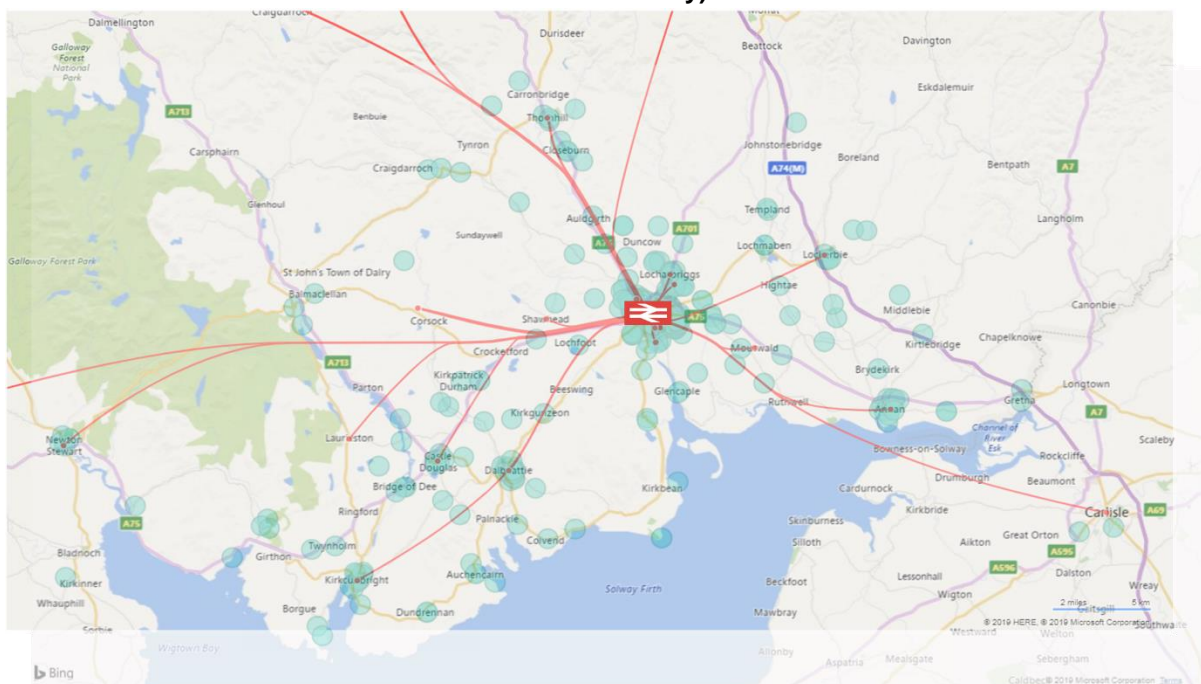 Craigdarroch
Dalmellington
Moffat
Galloway
Forest
National
Park
Durisdeer
Beattock
Davington
Eskdalemuir
Carronbridge
A713
Benbuie
Thornhill
Johnstonebridge
Tynron
Closeburn
Boreland
Carsphairn
Bentpath
A7
Craigdarroch
A74(M)
Glenhoul
Templand
Auldgirth
Langholm
A701
Sundaywell
Duncow
Lochmaben
Lockerbie
Galloway Forest Park
St John's Town of Dalry
Locharbriggs
Hightae
Balmaclellan
Canonbie
Middlebie
Corsock
Shawhead
A75
Chapelknowe
Lochfoot
Kirtlebridge
Crocketford
Mouswald
A713
Brydekirk
Kirkpatrick
Durham
Parton
Beeswing
Glencaple
Longtown
Ruthwell
Gretna
Annan
A7
Kirkgunzeon
Channel of
River
Esk
Laurieston
Newton
Stewart
Scaleby
Bowness-on-Solway
Castle
Douglas
Rockcliffe
Dalbeattie
Drumburgh
Beaumont
Bridge of Dee
Kirkbean
Cardurnock
Ringford
Kirkbride
Carlisle
A69
A75
Palnackie
Skinburness
Great Orton
Colvend
Silloth
Aikton
Twynholm
Bladnoch
Girthon
A595
Kirkinner
Kirkcudbright
Auchencairn
A596
Dalston
Beckfoot
Lessonhall
Wreay
Solway Firth
Wigton
Whauphill
Borgue
Dundrennan
Mawbray
2 miles
5 km
Gaitsgill
© 2019 HERE, © 2019 Microsoft Corporation
Southwaite
Sorbie
Westward
Welton
Wigtown Bay
Allonby
Aspatria
Mealsgate
Sebergham
Bing
Caldbeck
© 2019 Microsoft Corporation Terms